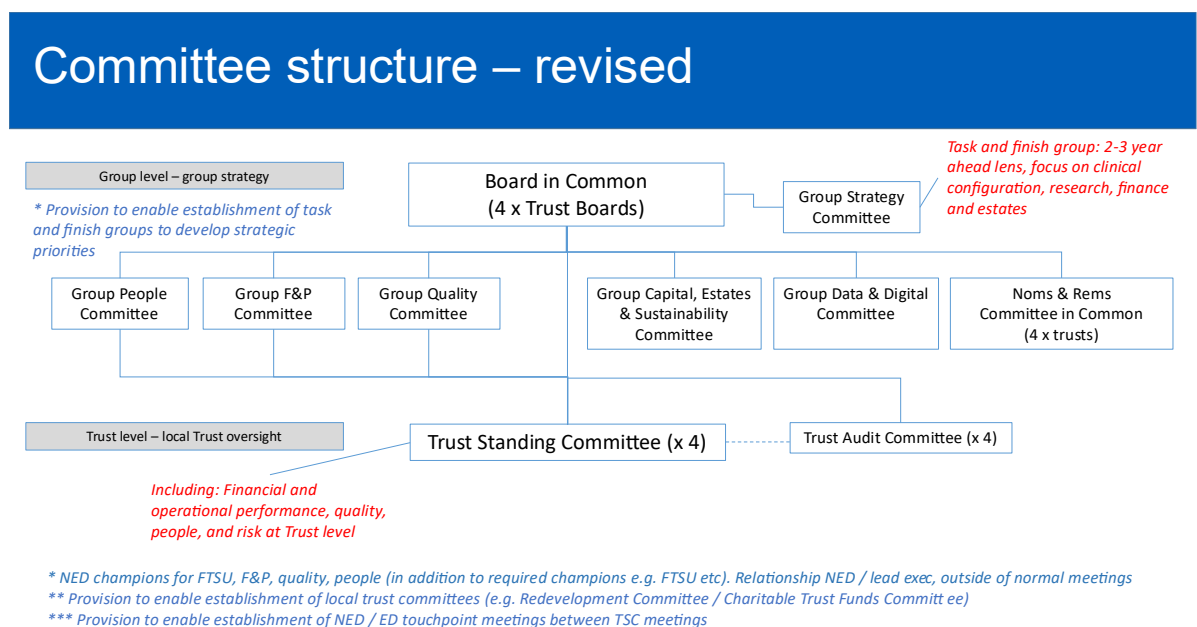 Committee structure – revised
Group level – group strategy
* Provision to enable establishment of task
and finish groups to develop strategic
priorities
Board in Common
(4 x Trust Boards)
Group Strategy
Committee
Task and finish group: 2-3 year
ahead lens, focus on clinical
configuration, research, finance
and estates
Group People
Committee
Group F&P
Committee
Group Quality
Committee
Group Capital, Estates
& Sustainability
Committee
Group Data & Digital
Committee
Noms & Rems
Committee in Common
(4 x trusts)
Trust level – local Trust oversight
Trust Standing Committee (x 4)
Trust Audit Committee (x 4)
Including: Financial and
operational performance, quality,
people, and risk at Trust level
* NED champions for FTSU, F&P, quality, people (in addition to required champions e.g. FTSU etc). Relationship NED / lead exec, outside of normal meetings
** Provision to enable establishment of local trust committees (e.g. Redevelopment Committee / Charitable Trust Funds Committ ee)
*** Provision to enable establishment of NED / ED touchpoint meetings between TSC meetings